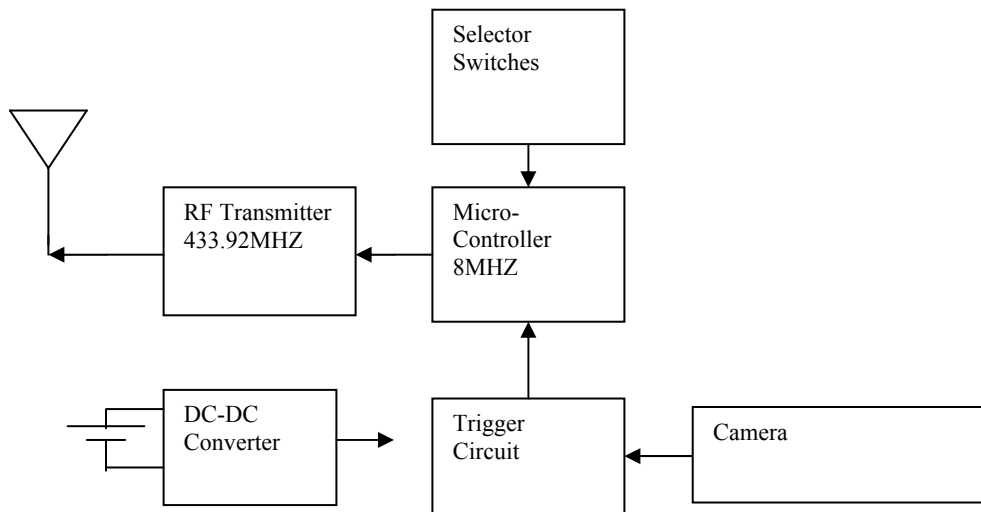 Selector
Switches
RF Transmitter
433.92MHZ
Micro-
Controller
8MHZ
DC-DC
Converter
Trigger
Circuit
Camera